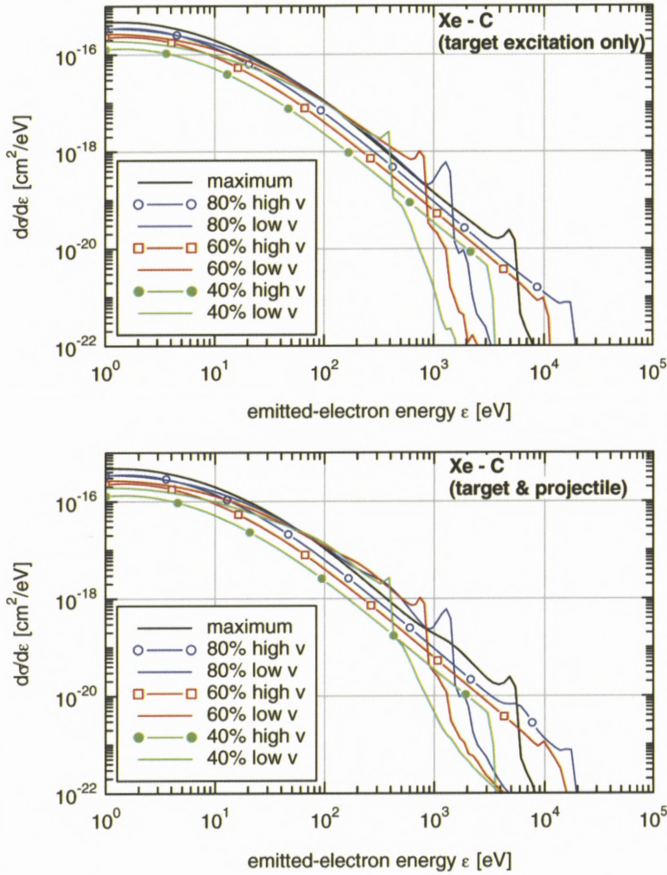 Xe - C
(target excitation only)
dσ/dε [cm²/eV]
10⁻¹⁶
10⁻¹⁸
10⁻²⁰
10⁻²²
maximum
80% high v
80% low v
60% high v
60% low v
40% high v
40% low v
10⁰ 10¹ 10² 10³ 10⁴ 10⁵
emitted-electron energy ε [eV]
Xe - C
(target & projectile)
dσ/dε [cm²/eV]
10⁻¹⁶
10⁻¹⁸
10⁻²⁰
10⁻²²
maximum
80% high v
80% low v
60% high v
60% low v
40% high v
40% low v
10⁰ 10¹ 10² 10³ 10⁴ 10⁵
emitted-electron energy ε [eV]